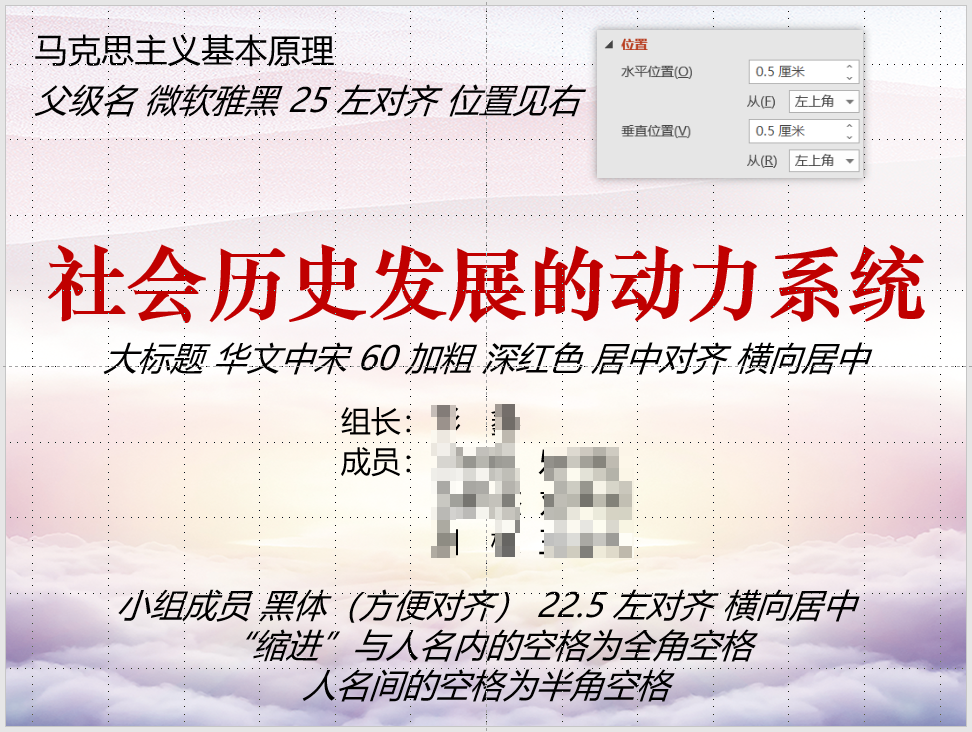 马克思主义基本原理
父级名 微软雅黑 25 左对齐 位置见右
位置
水平位置(O) 0.5 厘米
从(F) 左上角
垂直位置(V) 0.5 厘米
从(R) 左上角
社会历史发展的动力系统
大标题 华文中宋 60 加粗 深红色 居中对齐 横向居中
组长：
成员：
小组成员 黑体（方便对齐） 22.5 左对齐 横向居中
“缩进”与人名内的空格为全角空格
人名间的空格为半角空格